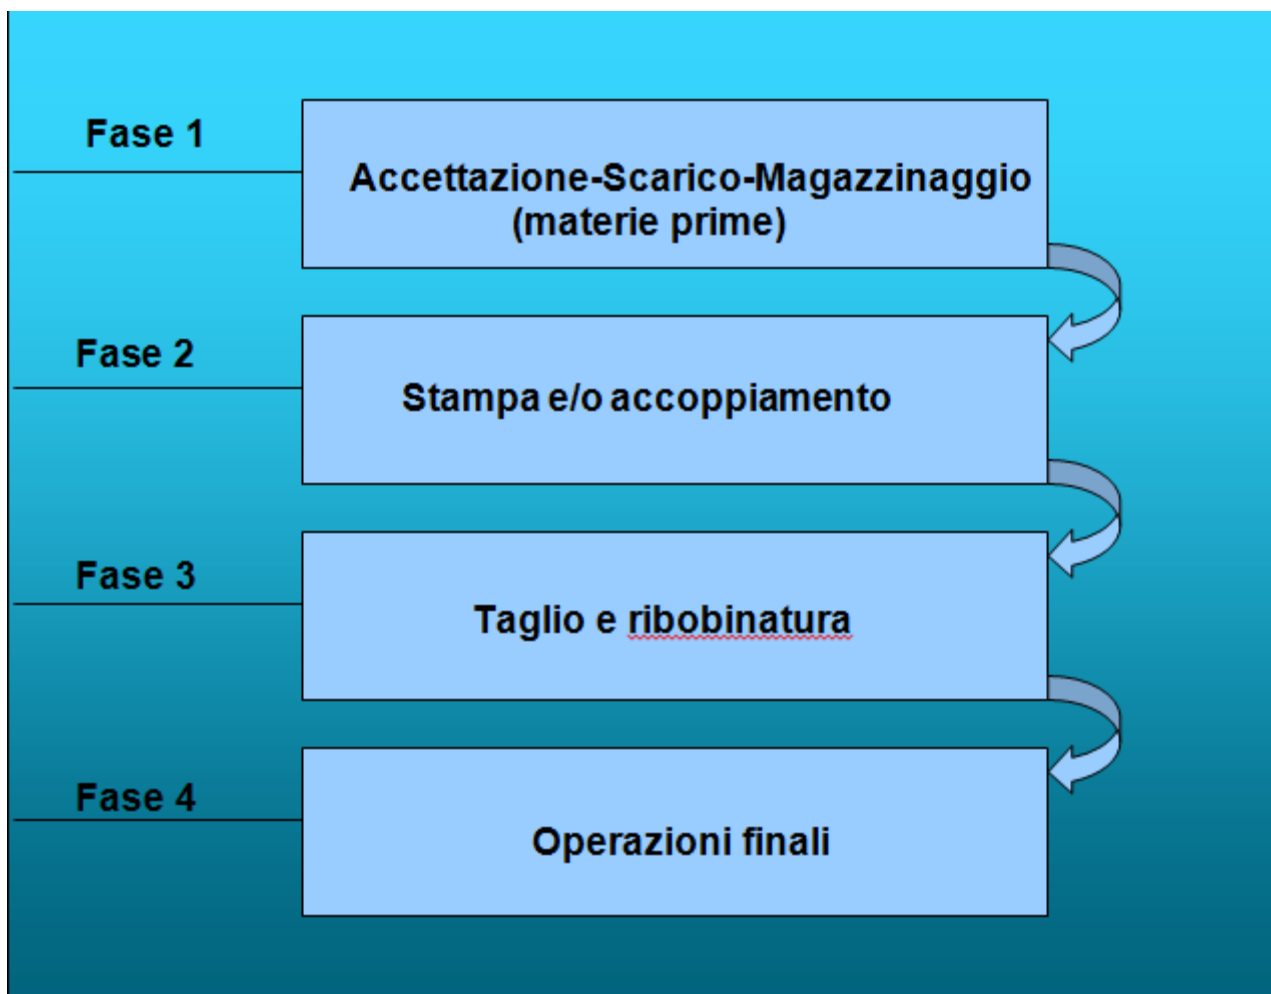 Fase 1
Accettazione-Scarico-Magazzinaggio
(materie prime)
Fase 2
Stampa e/o accoppiamento
Fase 3
Taglio e ribobinatura
Fase 4
Operazioni finali